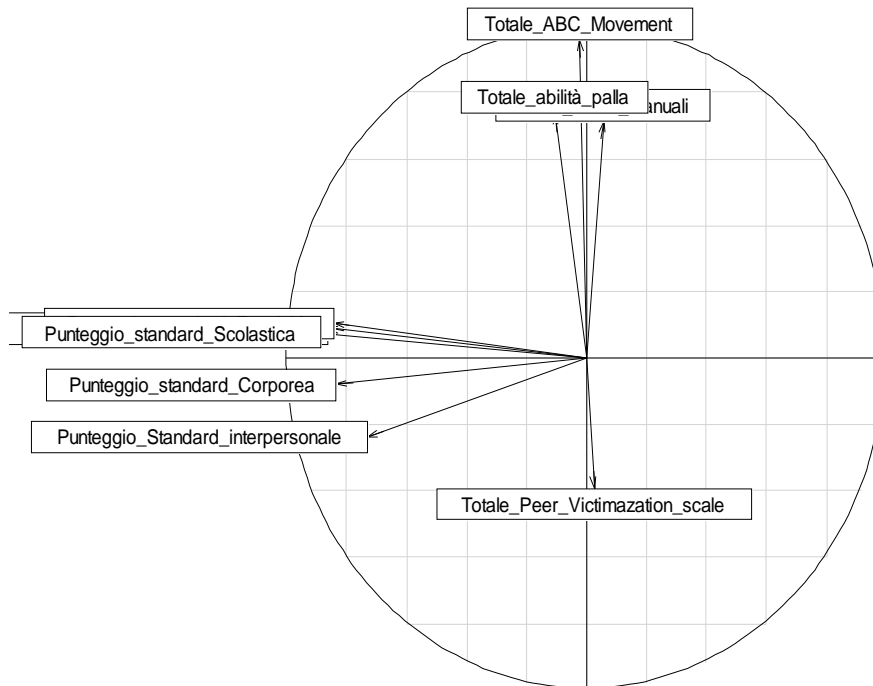 Totale_ABC_Movement
Totale_abilità_palla
anuali
Punteggio_standard_Scolastica
Punteggio_standard_Corporea
Punteggio_Standard_interpersonale
Totale_Peer_Victimazation_scale